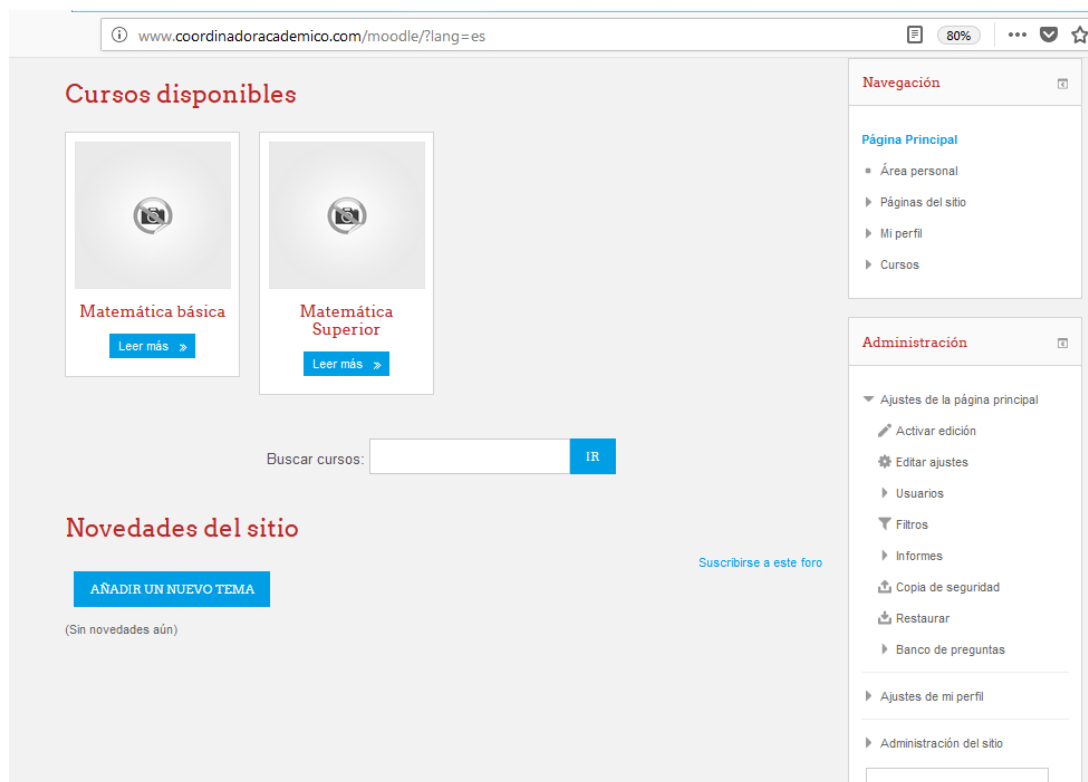 www.coordinadoracademico.com/moodle/?lang=es
80%
Cursos disponibles
Matemática básica
Leer más »
Matemática
Superior
Leer más »
Buscar cursos:
IR
Novedades del sitio
Suscribirse a este foro
AÑADIR UN NUEVO TEMA
(Sin novedades aún)
Navegación
Página Principal
Área personal
Páginas del sitio
Mi perfil
Cursos
Administración
Ajustes de la página principal
Activar edición
Editar ajustes
Usuarios
Filtros
Informes
Copia de seguridad
Restaurar
Banco de preguntas
Ajustes de mi perfil
Administración del sitio